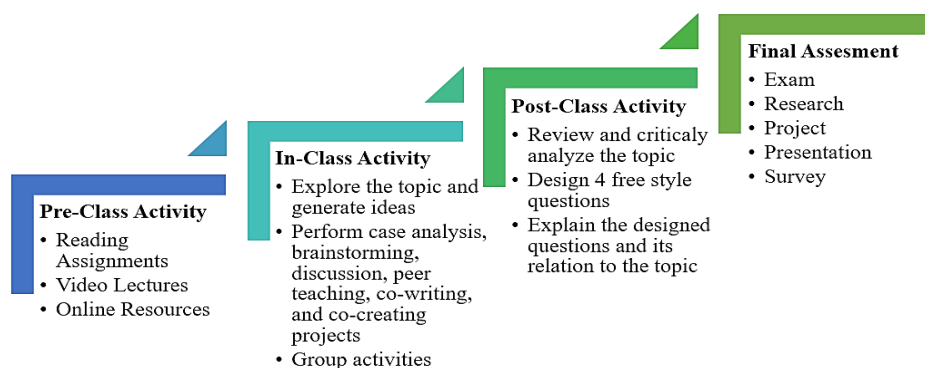 Pre-Class Activity
• Reading
Assignments
• Video Lectures
• Online Resources
In-Class Activity
• Explore the topic and
generate ideas
• Perform case analysis,
brainstorming,
discussion, peer
teaching, co-writing,
and co-creating
projects
• Group activities
Post-Class Activity
• Review and criticaly
analyze the topic
• Design 4 free style
questions
• Explain the designed
questions and its
relation to the topic
Final Assesment
• Exam
• Research
• Project
• Presentation
• Survey